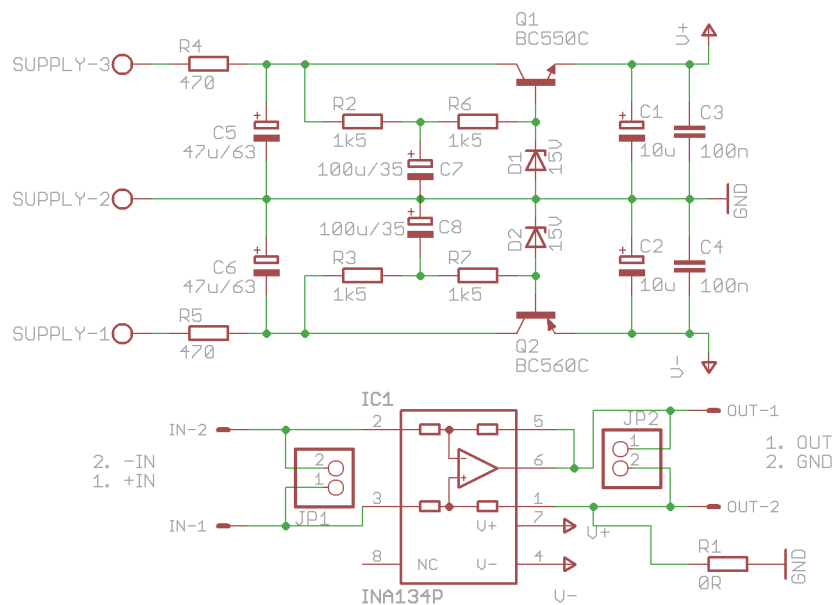 Q1
BC550C
V+
R4
SUPPLY-3
470
R2
R6
C1
C3
C5
1k5
1k5
47u/63
D1
15V
10u
100n
100u/35
C7
SUPPLY-2
GND
100u/35
C8
D2
15V
C6
R3
R7
C2
C4
47u/63
1k5
1k5
10u
100n
R5
SUPPLY-1
470
Q2
BC560C
V-
IC1
IN-2
2
5
JP2
OUT-1
1
1. OUT
2. -IN
2
6
2
2. GND
1. +IN
1
3
1
OUT-2
IN-1
JP1
V+
7
V+
R1
8
NC
V-
4
GND
INA134P
V-
0R